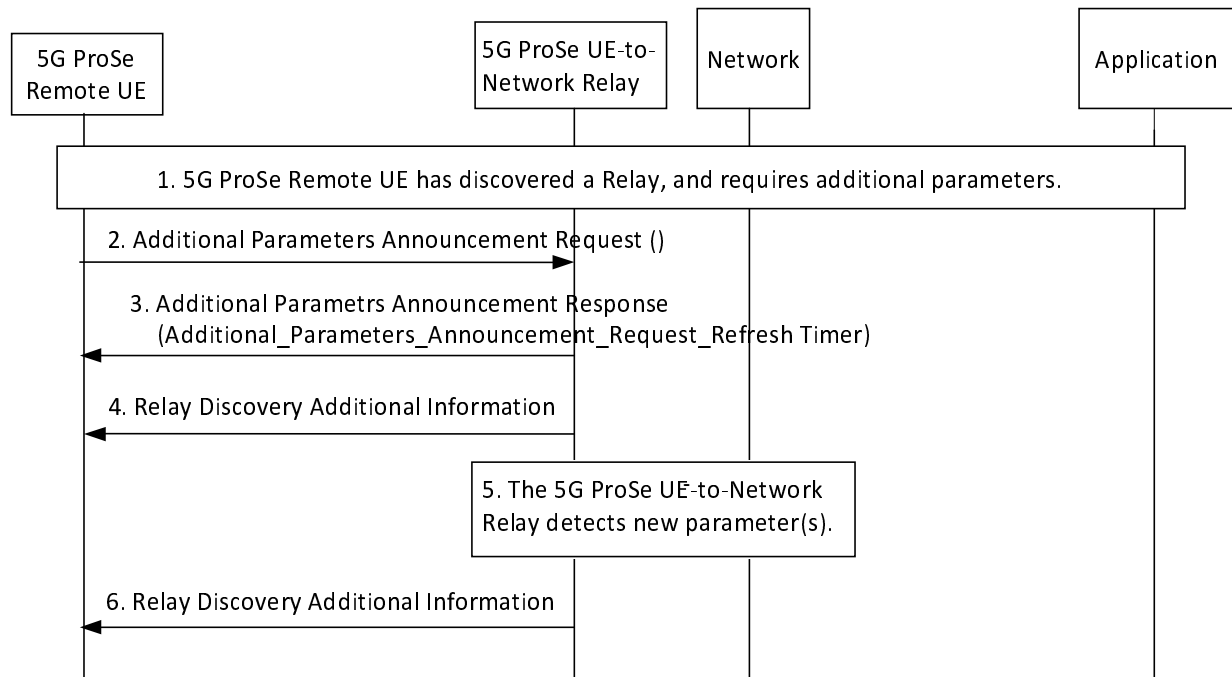 5G ProSe
Remote UE
5G ProSe UE-to-
Network Relay
Network
Application
1. 5G ProSe Remote UE has discovered a Relay, and requires additional parameters.
2. Additional Parameters Announcement Request ()
3. Additional Parametrs Announcement Response
(Additional_Parameters_Announcement_Request_Refresh Timer)
4. Relay Discovery Additional Information
5. The 5G ProSe UE-to-Network
Relay detects new parameter(s).
6. Relay Discovery Additional Information